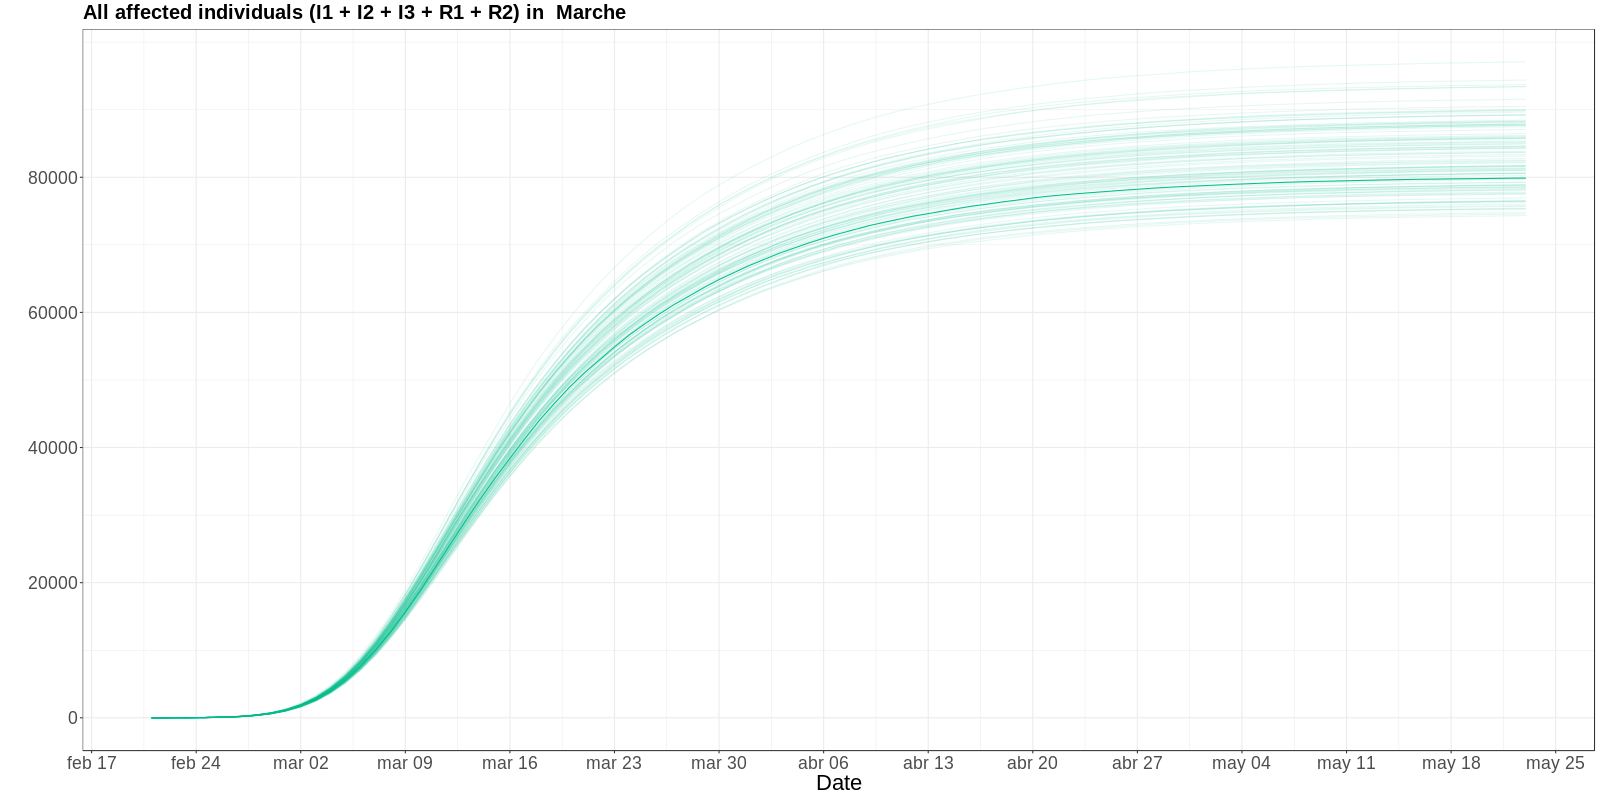 All affected individuals (I1 + I2 + I3 + R1 + R2) in  Marche
80000
60000
40000
20000
0
feb 17 feb 24 mar 02 mar 09 mar 16 mar 23 mar 30 abr 06 abr 13 abr 20 abr 27 may 04 may 11 may 18 may 25
Date